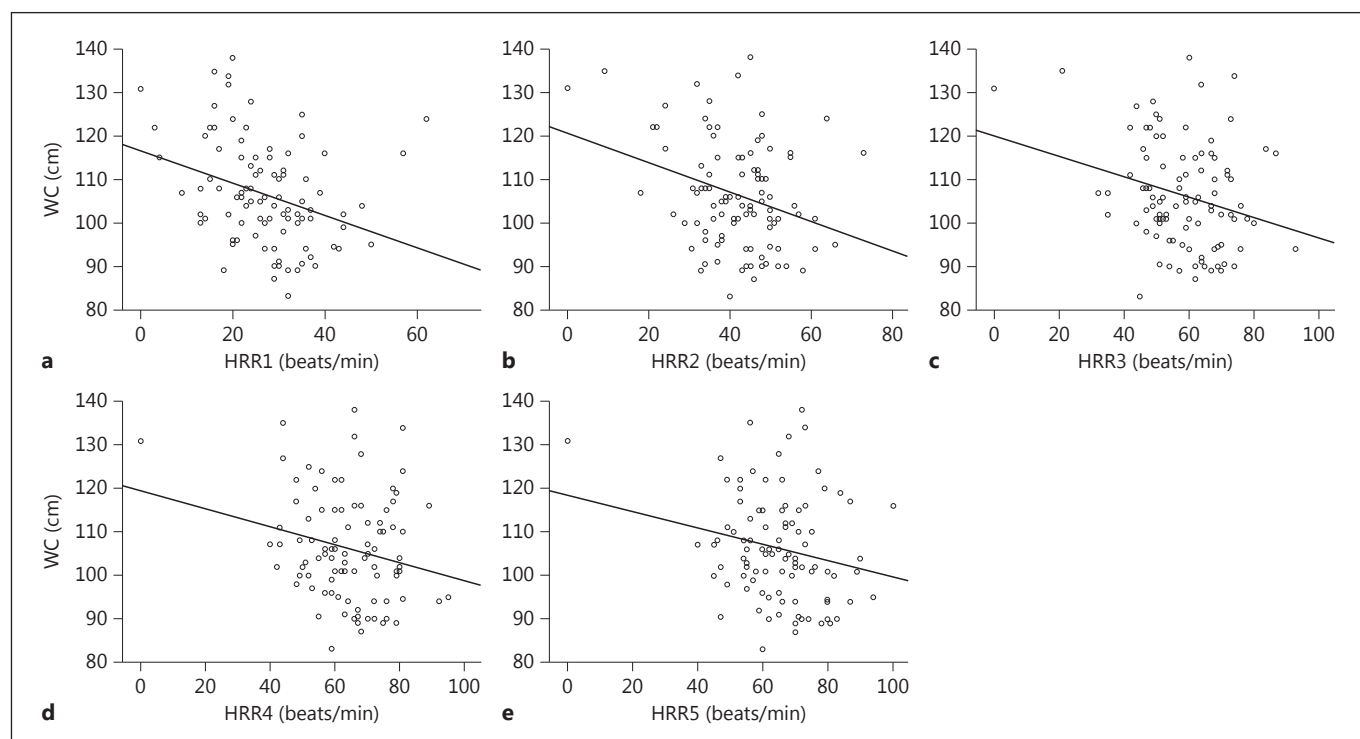 140
130
120
110
100
90
80
WC (cm)
0 20 40 60
a HRR1 (beats/min)
140
130
120
110
100
90
80
0 20 40 60 80
b HRR2 (beats/min)
140
130
120
110
100
90
80
0 20 40 60 80 100
c HRR3 (beats/min)
140
130
120
110
100
90
80
WC (cm)
0 20 40 60 80 100
d HRR4 (beats/min)
140
130
120
110
100
90
80
0 20 40 60 80 100
e HRR5 (beats/min)